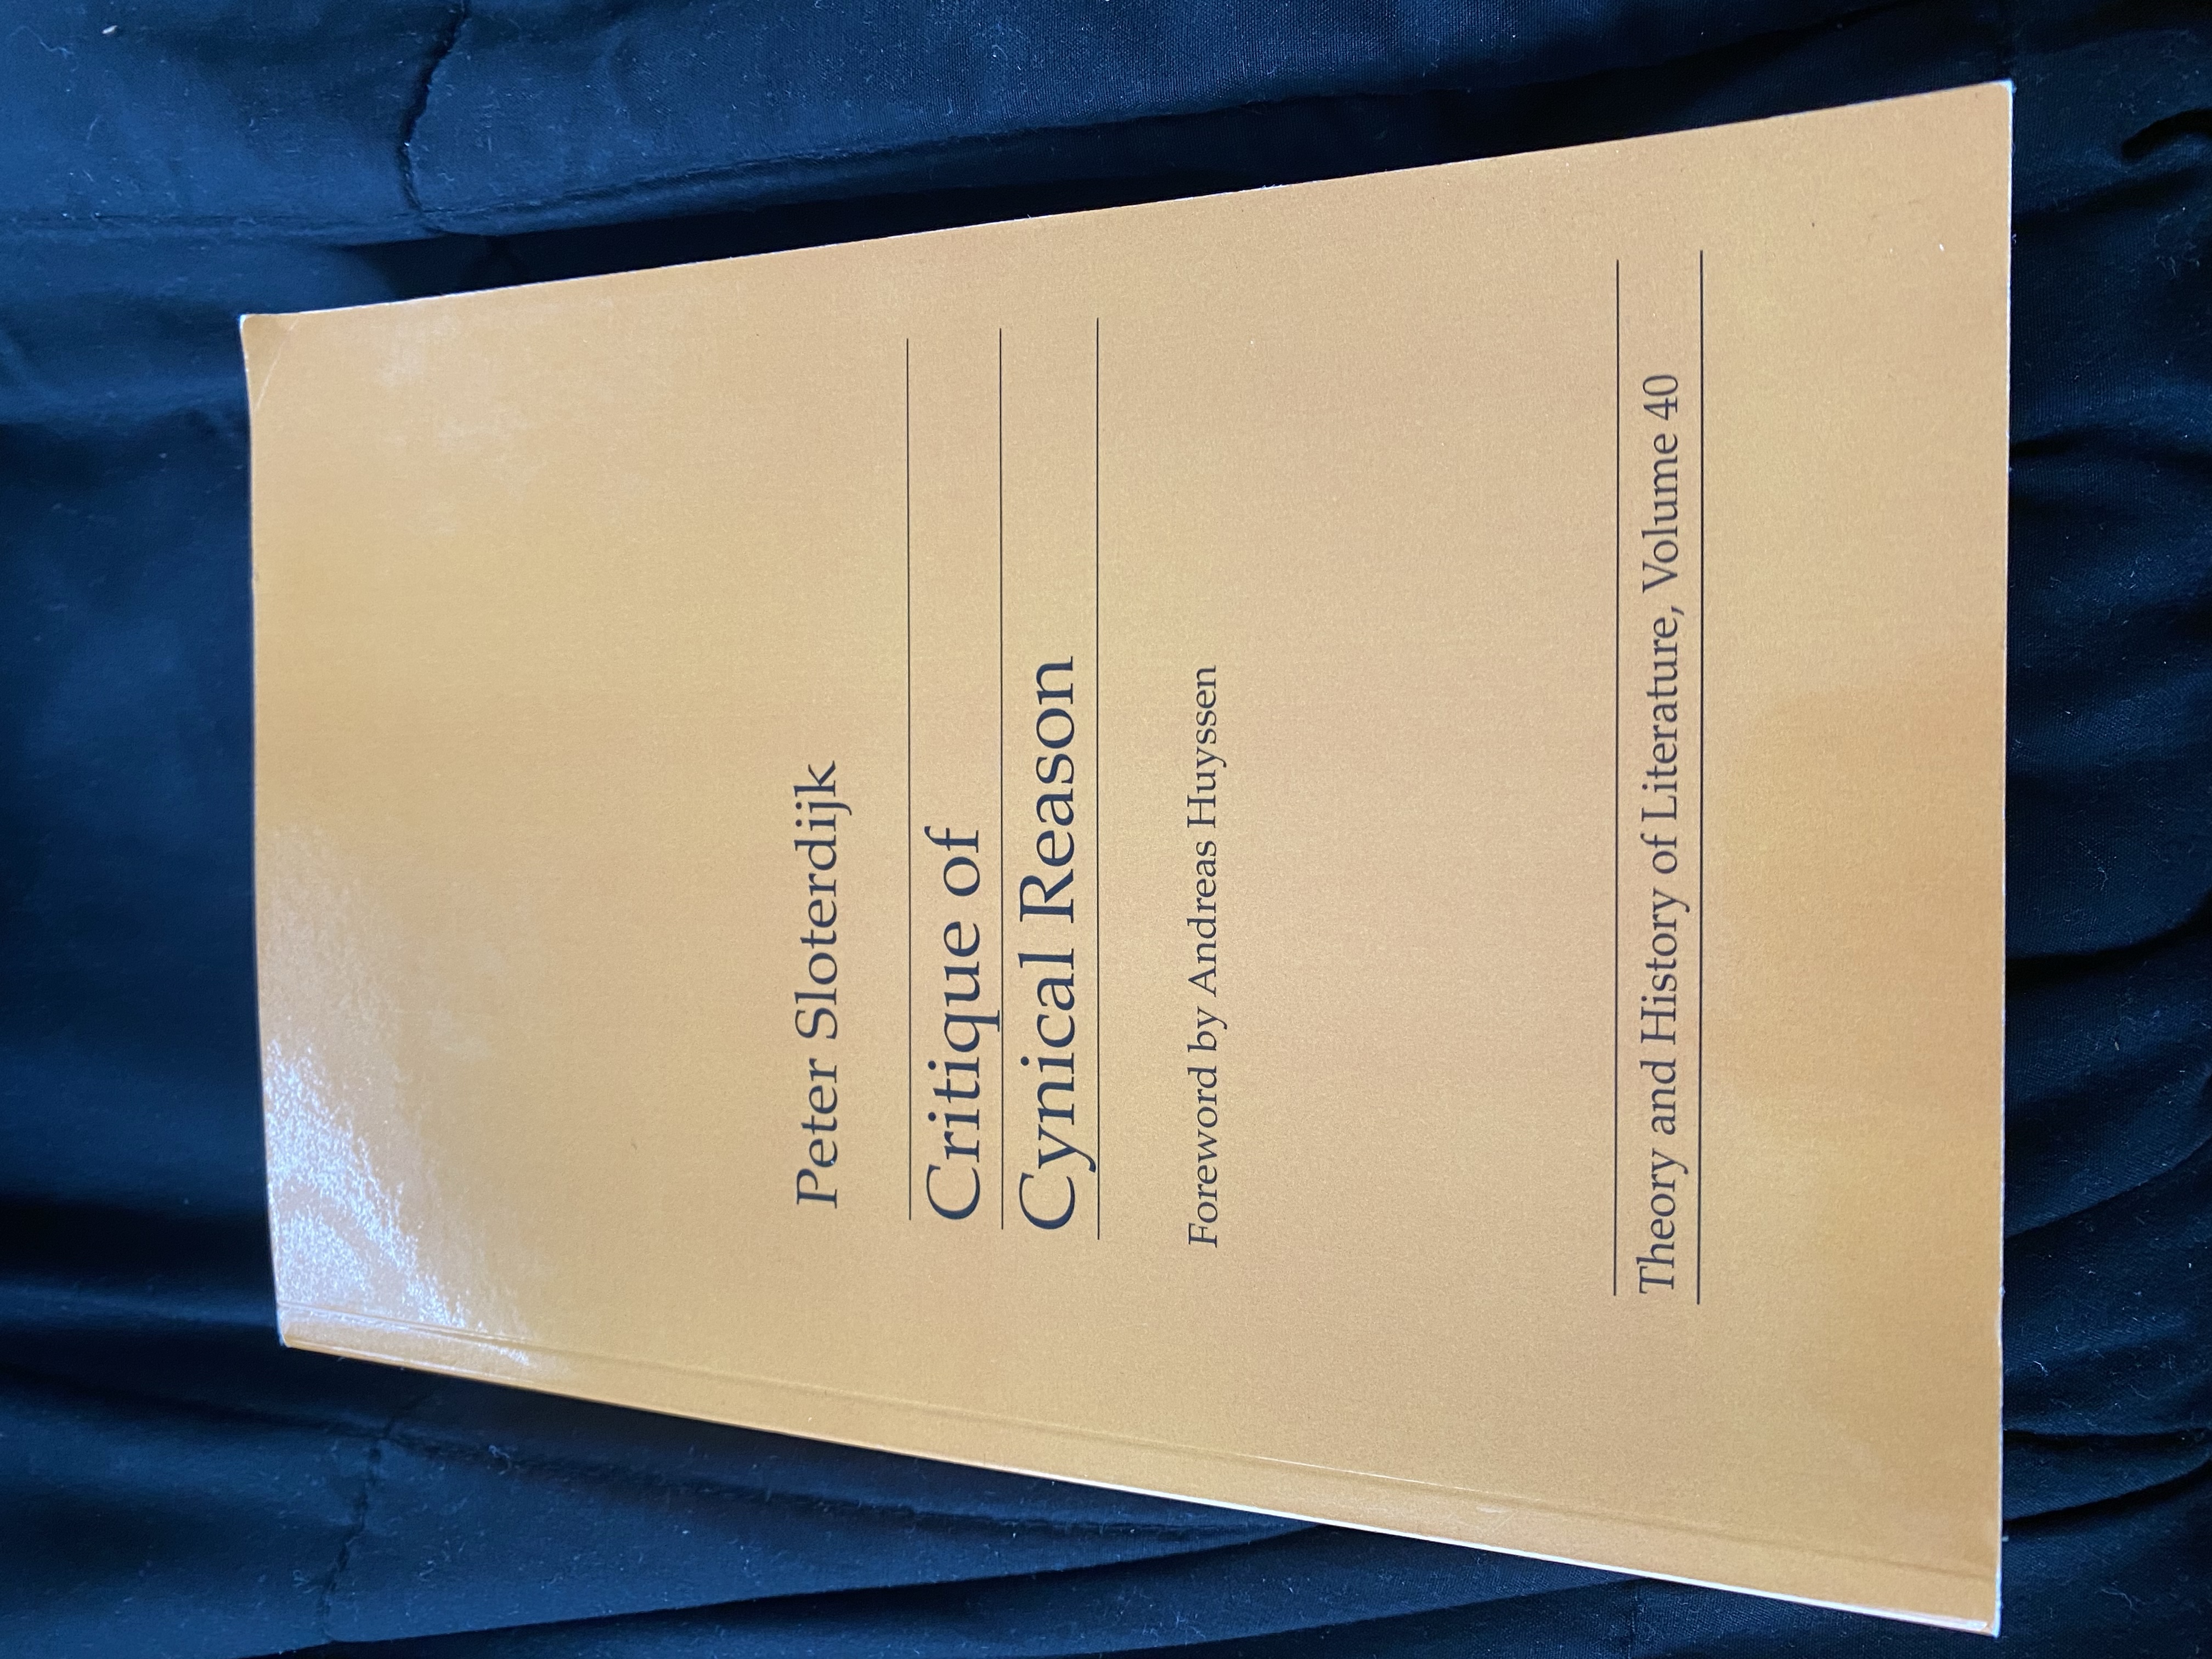 Peter Sloterdijk
Critique of
Cynical Reason
Foreword by Andreas Huyssen
Theory and History of Literature, Volume 40